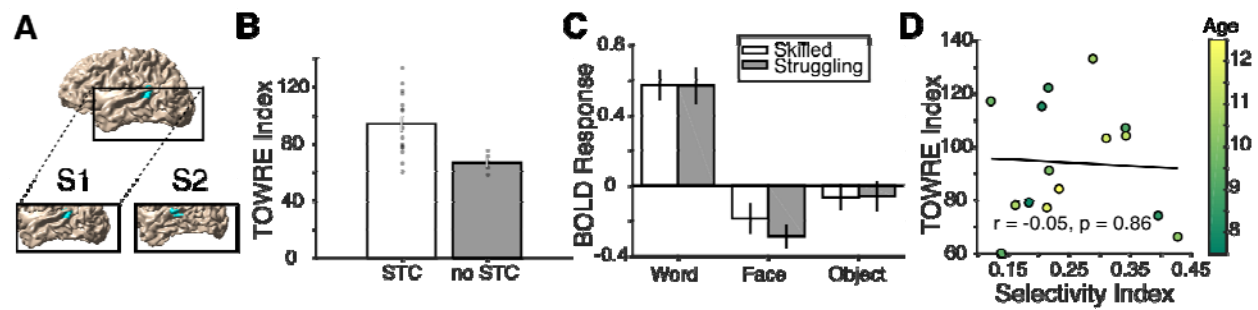 A
S1 S2
B
TOWRE Index
120
80
40
0
STC no STC
C
BOLD Response
0.8
0.4
0
-0.4
Skilled
Struggling
Word Face Object
D
TOWRE Index
140
120
100
80
60
r = -0.05, p = 0.86
0.15 0.25 0.35 0.45
Selectivity Index
Age
12
11
10
9
8